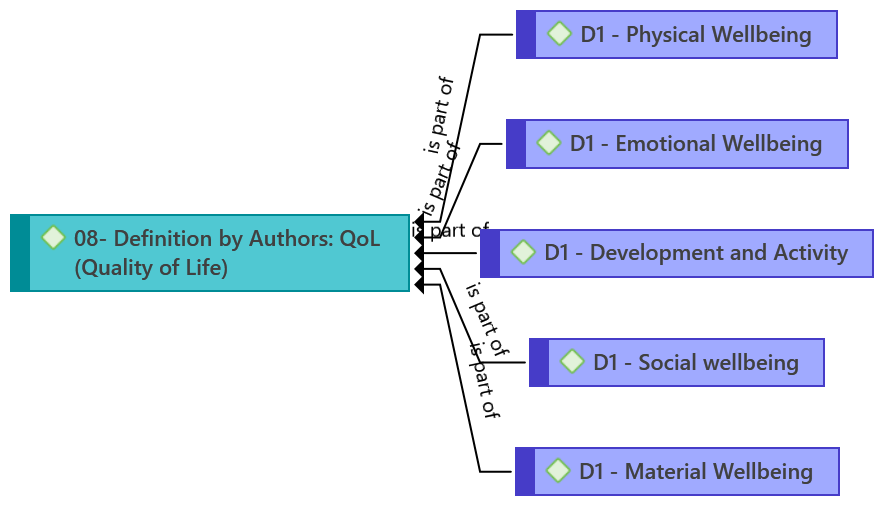 D1 - Physical Wellbeing
is part of
D1 - Emotional Wellbeing
is part of
08- Definition by Authors: QoL
(Quality of Life)
is part of
D1 - Development and Activity
is part of
D1 - Social wellbeing
is part of
D1 - Material Wellbeing